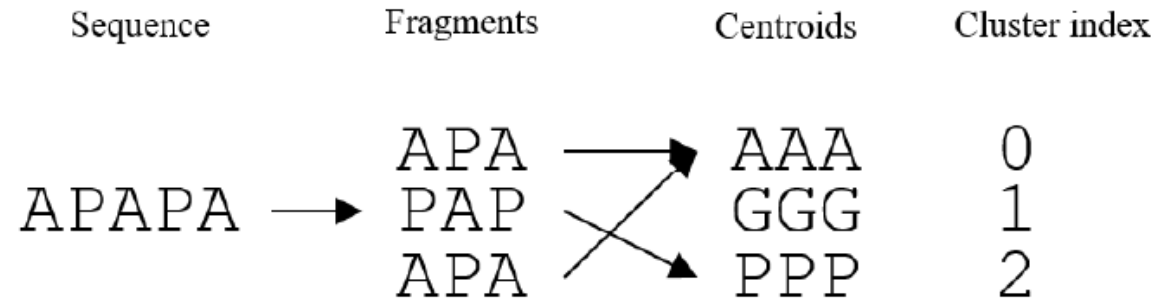 Sequence Fragments Centroids Cluster index
APA AAA 0
APAPA PAP GGG 1
APA PPP 2